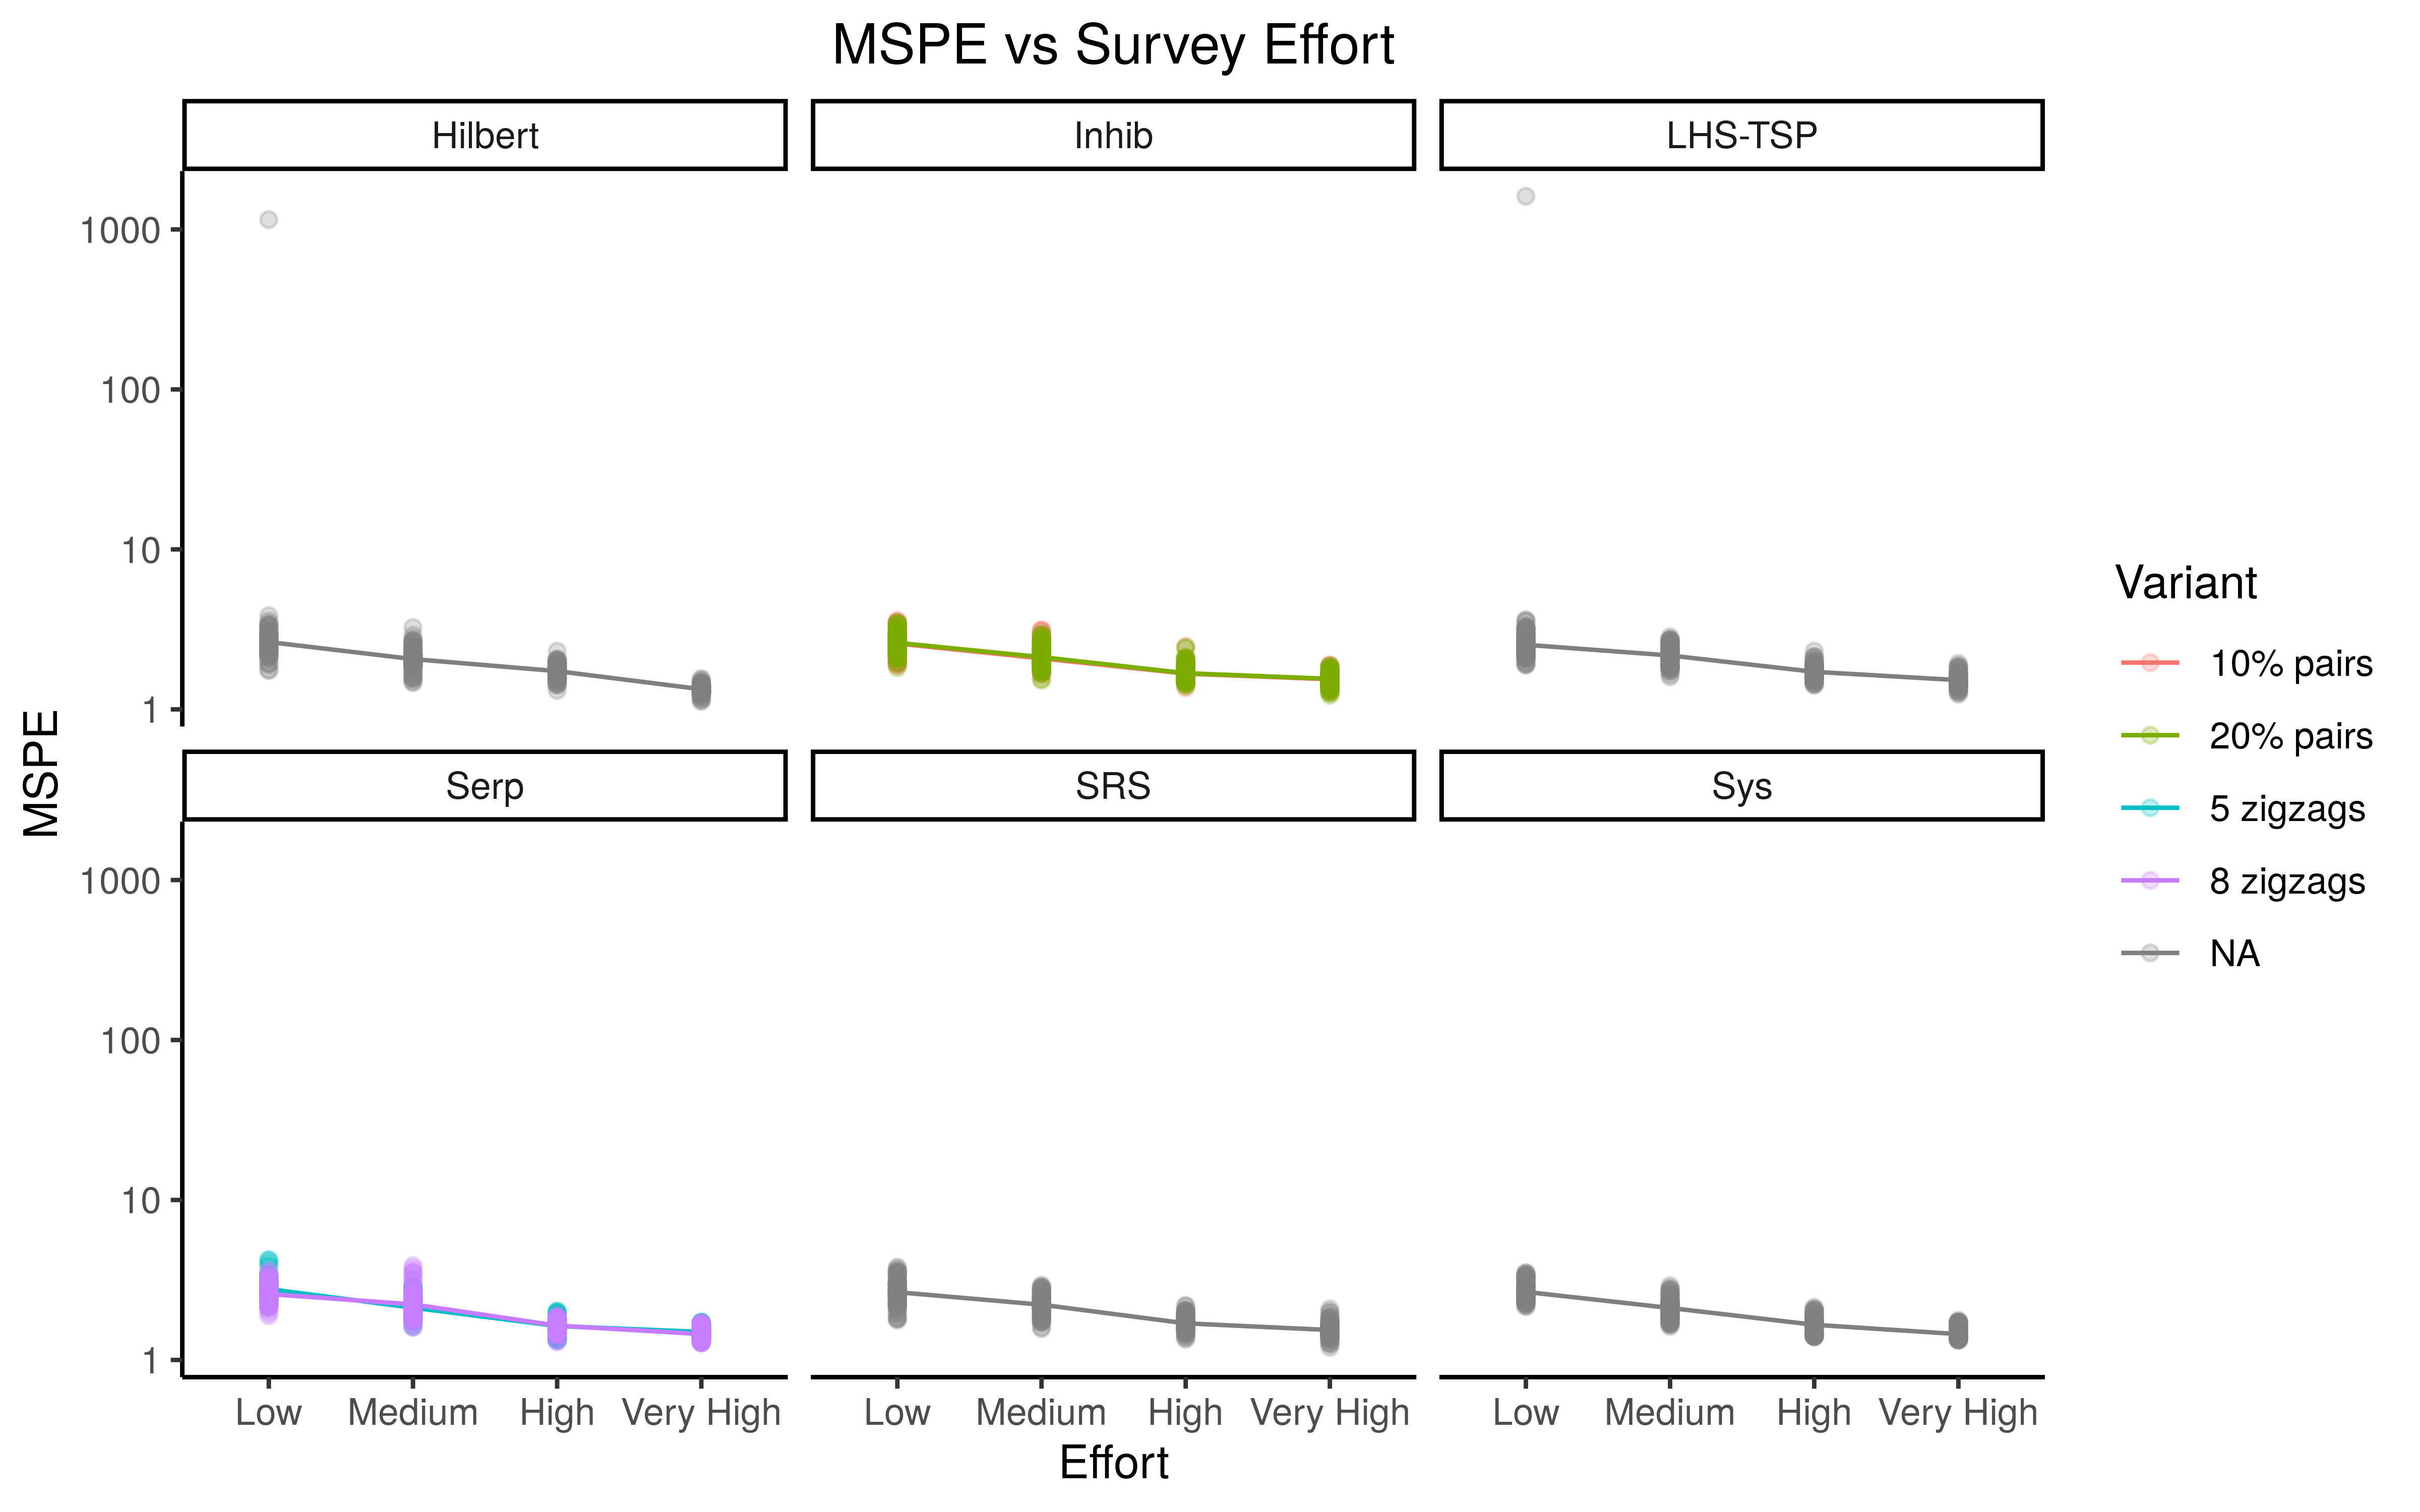 MSPE vs Survey Effort
Hilbert
Inhib
LHS-TSP
1000
100
10
1
MSPE
Serp
SRS
Sys
1000
100
10
1
Low Medium High Very High
Low Medium High Very High
Low Medium High Very High
Effort
Variant
10% pairs
20% pairs
5 zigzags
8 zigzags
NA